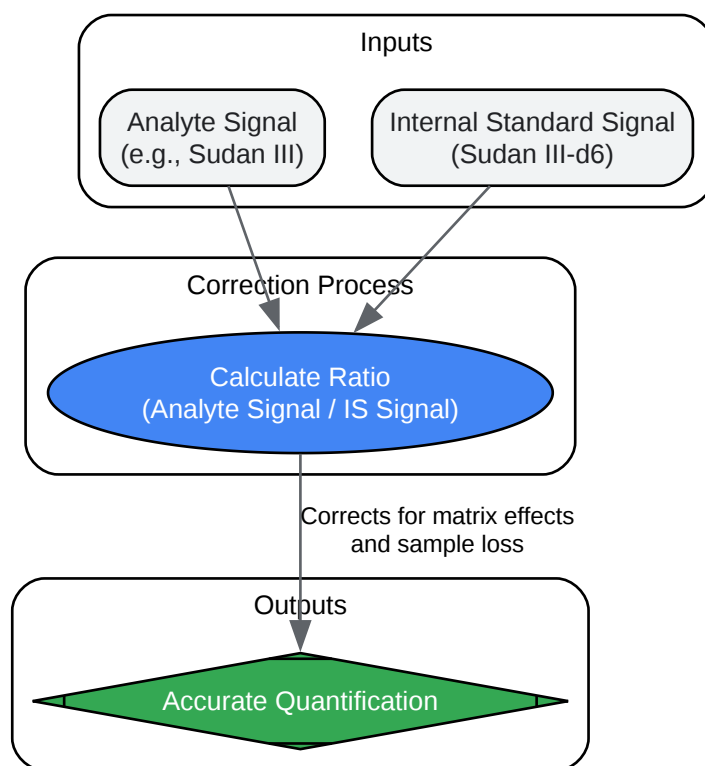 Inputs
Analyte Signal
(e.g., Sudan III)
Internal Standard Signal
(Sudan III-d6)
Correction Process
Calculate Ratio
(Analyte Signal / IS Signal)
Corrects for matrix effects
and sample loss
Outputs
Accurate Quantification